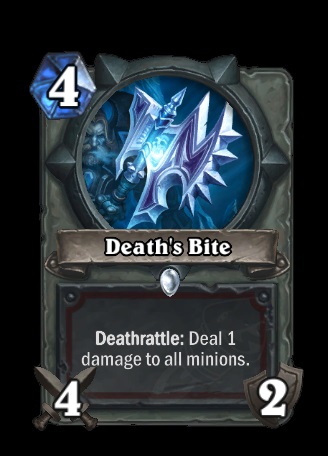 4
Death's Bite
Deathrattle: Deal 1
damage to all minions.
4
2